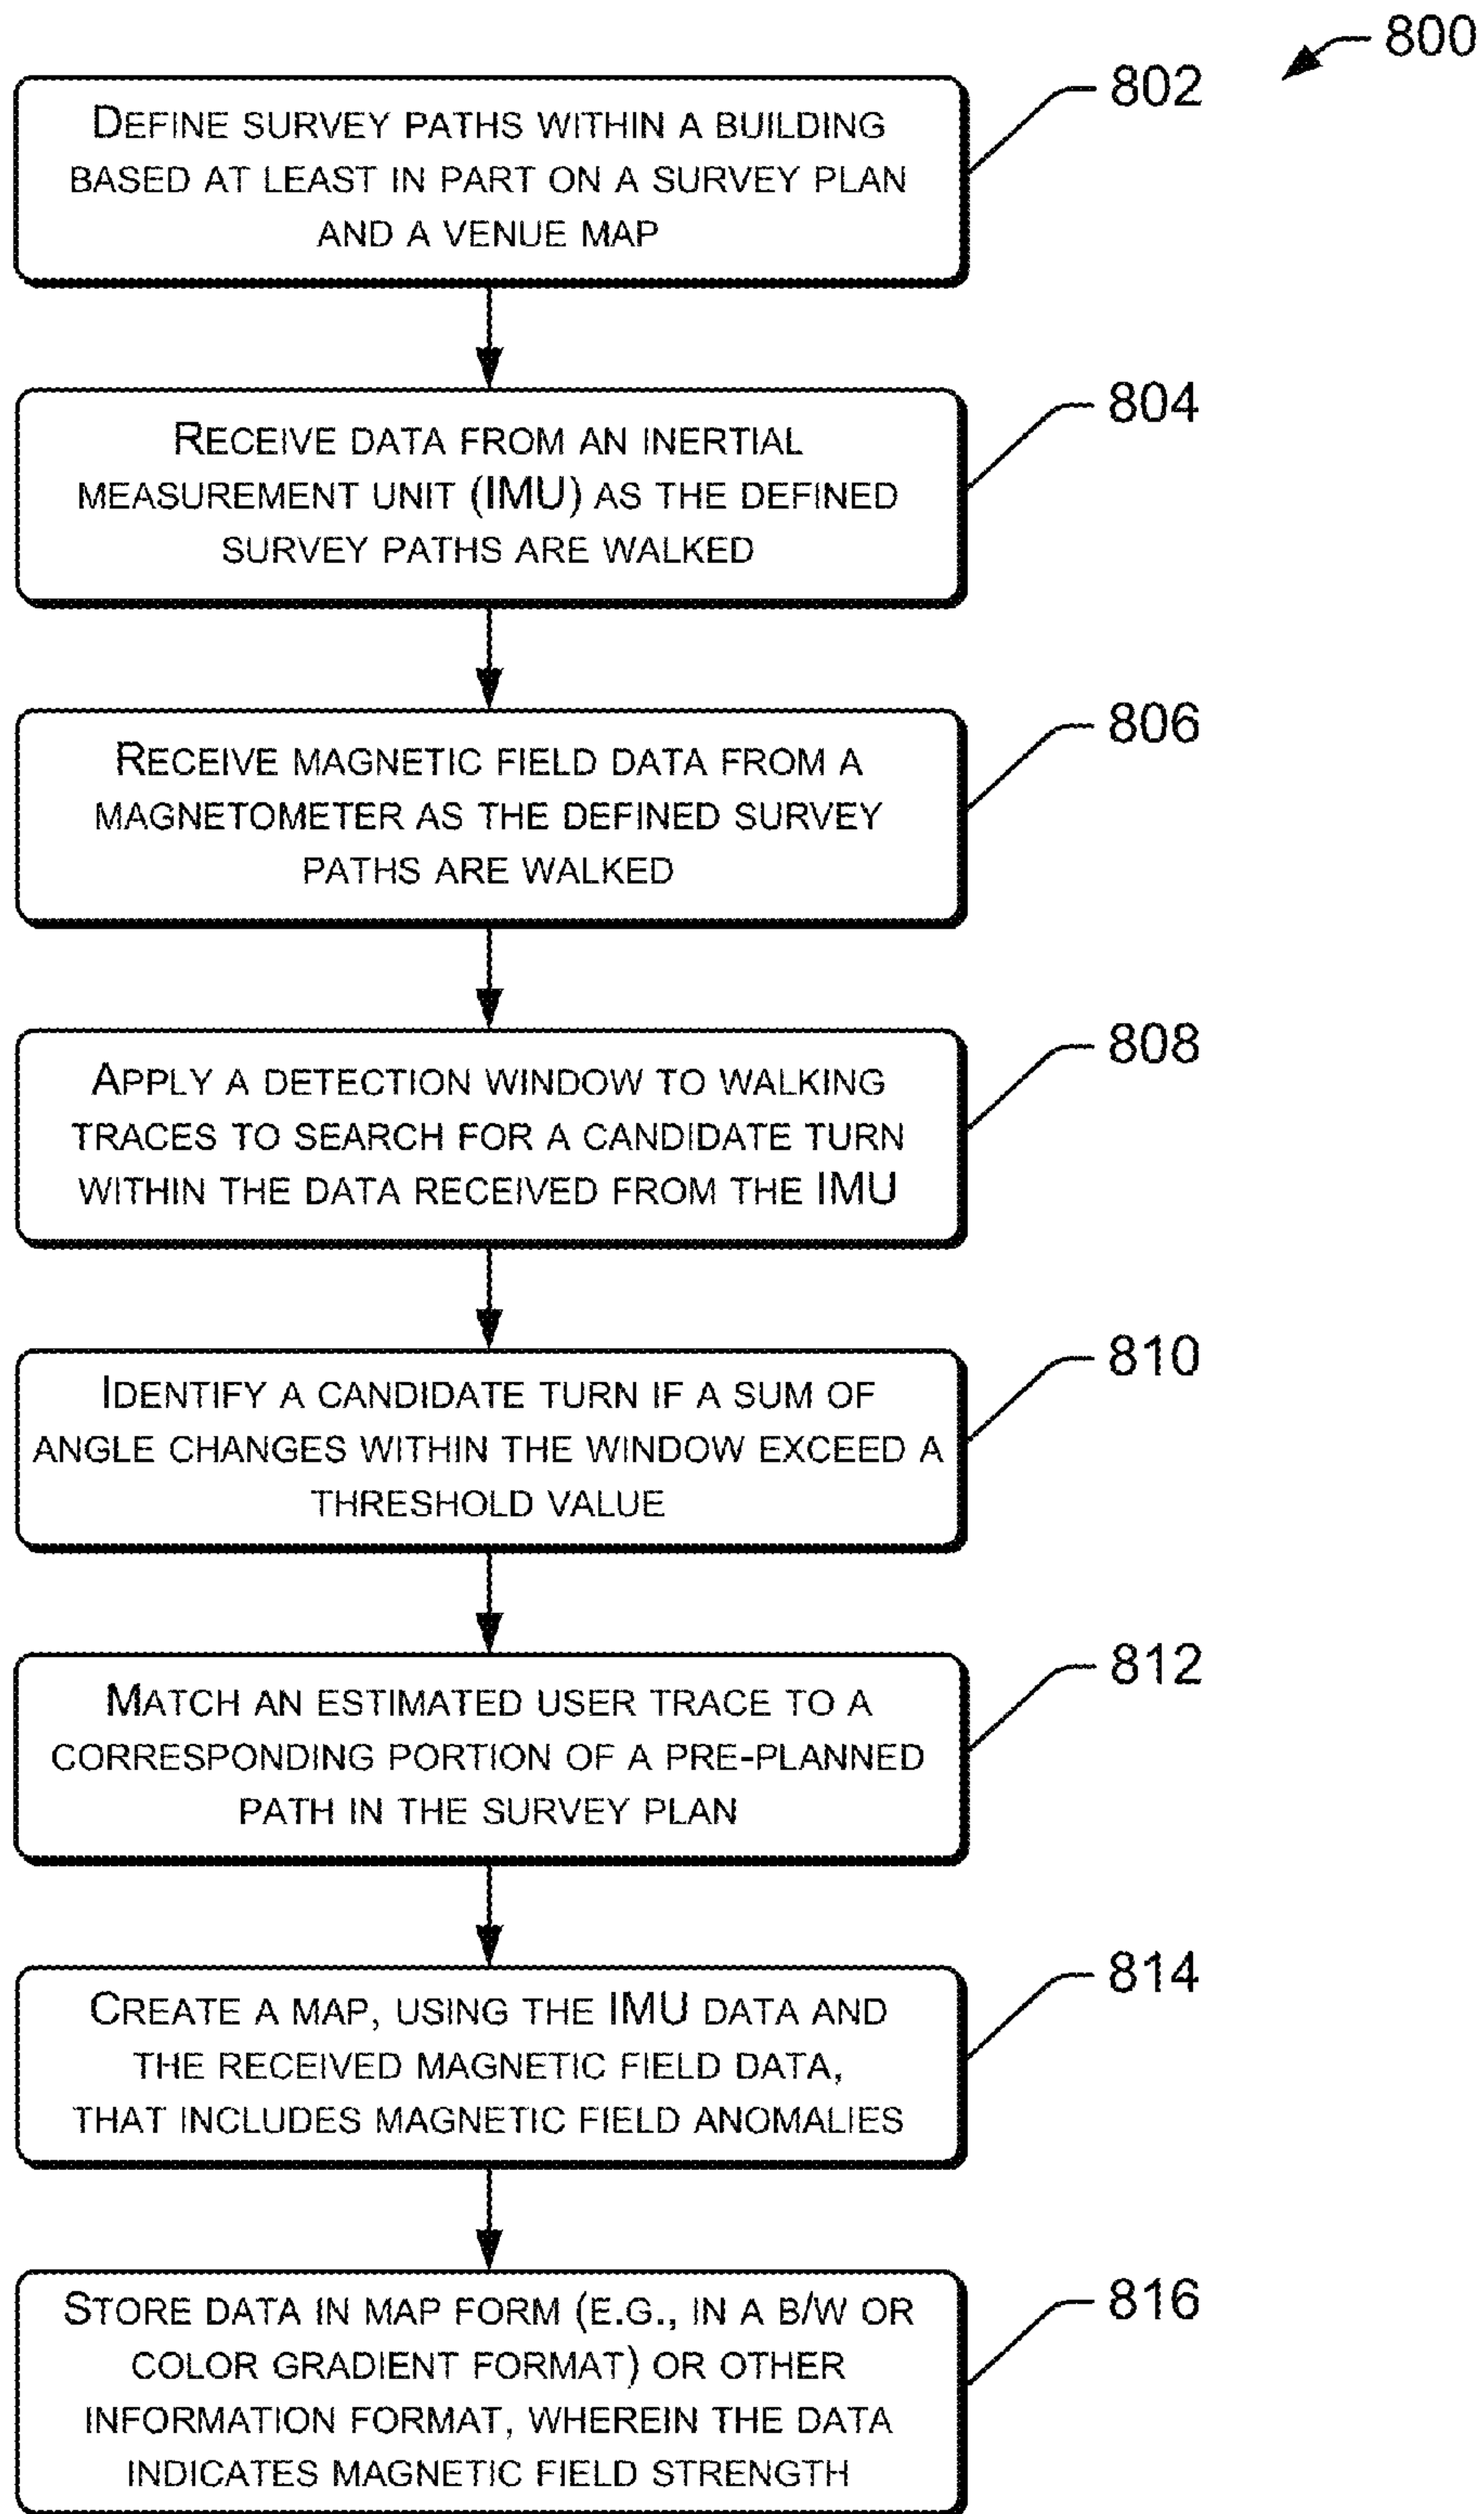 800
802
DEFINE SURVEY PATHS WITHIN A BUILDING
BASED AT LEAST IN PART ON A SURVEY PLAN
AND A VENUE MAP
804
RECEIVE DATA FROM AN INERTIAL
MEASUREMENT UNIT (IMU) AS THE DEFINED
SURVEY PATHS ARE WALKED
806
RECEIVE MAGNETIC FIELD DATA FROM A
MAGNETOMETER AS THE DEFINED SURVEY
PATHS ARE WALKED
808
APPLY A DETECTION WINDOW TO WALKING
TRACES TO SEARCH FOR A CANDIDATE TURN
WITHIN THE DATA RECEIVED FROM THE IMU
810
IDENTIFY A CANDIDATE TURN IF A SUM OF
ANGLE CHANGES WITHIN THE WINDOW EXCEED A
THRESHOLD VALUE
812
MATCH AN ESTIMATED USER TRACE TO A
CORRESPONDING PORTION OF A PRE-PLANNED
PATH IN THE SURVEY PLAN
814
CREATE A MAP, USING THE IMU DATA AND
THE RECEIVED MAGNETIC FIELD DATA,
THAT INCLUDES MAGNETIC FIELD ANOMALIES
816
STORE DATA IN MAP FORM (E.G., IN A B/W OR
COLOR GRADIENT FORMAT) OR OTHER
INFORMATION FORMAT, WHEREIN THE DATA
INDICATES MAGNETIC FIELD STRENGTH